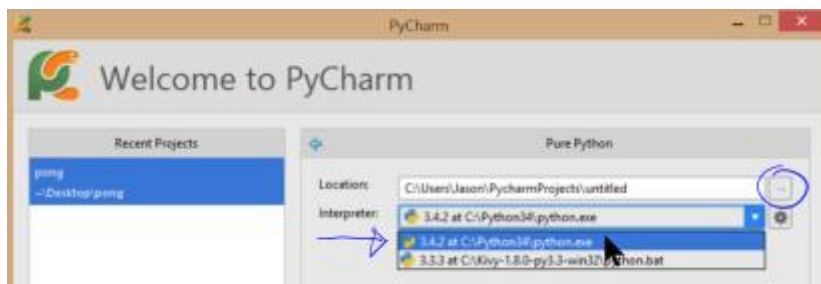 PyCharm
Welcome to PyCharm
Recent Projects
Pure Python
pong
~\Desktop\pong
Location: C:\Users\Jason\PycharmProjects\untitled ...
Interpreter: 3.4.2 at C:\Python34\python.exe
3.4.2 at C:\Python34\python.exe
3.3.3 at C:\Kivy-1.8.0-py3.3-win32\python.bat